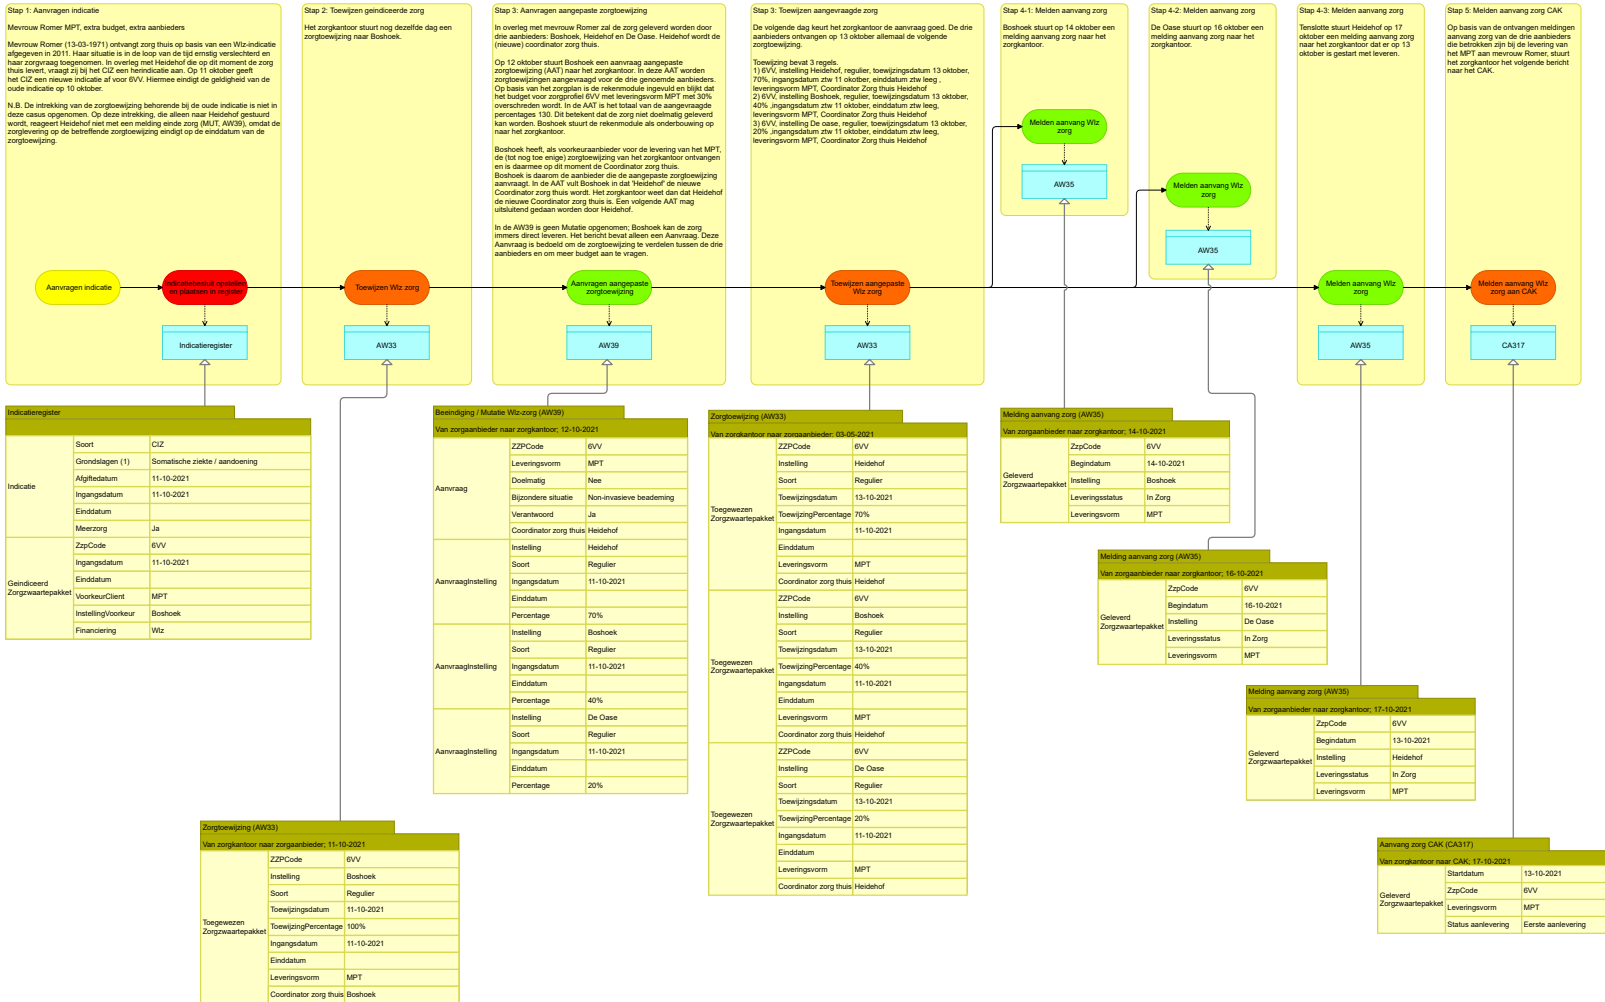 Stap 1: Aanvragen indicatie
Mevrouw Romer MPT, extra budget, extra aanbieders
Mevrouw Romer (13-03-1971) ontvangt zorg thuis op basis van een Wlz-indicatie
afgegeven in 2011. Haar situatie is in de loop van de tijd ernstig verslechterd en
haar zorgvraag toegenomen. In overleg met Heidehof die op dit moment de zorg
thuis levert, vraagt zij bij het CIZ een herindicatie aan. Op 11 oktober geeft
het CIZ een nieuwe indicatie af voor 6VV. Hiermee eindigt de geldigheid van de
oude indicatie op 10 oktober.
N.B. De intrekking van de zorgtoewijzing behorende bij de oude indicatie is niet in
deze casus opgenomen. Op deze intrekking, die alleen naar Heidehof gestuurd
wordt, reageert Heidehof niet met een melding einde zorg (MUT, AW39), omdat de
zorglevering op de betreffende zorgtoewijzing eindigt op de einddatum van de
zorgtoewijzing.
Aanvragen indicatie
Indicatiebesluit opstellen
en plaatsen in register
Indicatieregister
Stap 2: Toewijzen geindiceerde zorg
Het zorgkantoor stuurt nog dezelfde dag een
zorgtoewijzing naar Boshoek.
Toewijzen Wlz zorg
AW33
Stap 3: Aanvragen aangepaste zorgtoewijzing
In overleg met mevrouw Romer zal de zorg geleverd worden door
drie aanbieders: Boshoek, Heidehof en De Oase. Heidehof wordt de
(nieuwe) coordinator zorg thuis.
Op 12 oktober stuurt Boshoek een aanvraag aangepaste
zorgtoewijzing (AAT) naar het zorgkantoor. In deze AAT worden
zorgtoewijzingen aangevraagd voor de drie genoemde aanbieders.
Op basis van het zorgplan is de rekenmodule ingevuld en blijkt dat
het budget voor zorgprofiel 6VV met leveringsvorm MPT met 30%
overschreden wordt. In de AAT is het totaal van de aangevraagde
percentages 130. Dit betekent dat de zorg niet doelmatig geleverd
kan worden. Boshoek stuurt de rekenmodule als onderbouwing op
naar het zorgkantoor.
Boshoek heeft, als voorkeuraanbieder voor de levering van het MPT,
de (tot nog toe enige) zorgtoewijzing van het zorgkantoor ontvangen
en is daarmee op dit moment de Coordinator zorg thuis.
Boshoek is daarom de aanbieder die de aangepaste zorgtoewijzing
aanvraagt. In de AAT vult Boshoek in dat 'Heidehof' de nieuwe
Coordinator zorg thuis wordt. Het zorgkantoor weet dan dat Heidehof
de nieuwe Coordinator zorg thuis is. Een volgende AAT mag
uitsluitend gedaan worden door Heidehof.
In de AW39 is geen Mutatie opgenomen; Boshoek kan de zorg
immers direct leveren. Het bericht bevat alleen een Aanvraag. Deze
Aanvraag is bedoeld om de zorgtoewijzing te verdelen tussen de drie
aanbieders en om meer budget aan te vragen.
Aanvragen aangepaste
zorgtoewijzing
AW39
Stap 3: Toewijzen aangevraagde zorg
De volgende dag keurt het zorgkantoor de aanvraag goed. De drie
aanbieders ontvangen op 13 oktober allemaal de volgende
zorgtoewijzing.
Toewijzing bevat 3 regels.
1) 6VV, instelling Heidehof, regulier, toewijzingsdatum 13 oktober,
70%, ingangsdatum ztw 11 oktober, einddatum ztw leeg ,
leveringsvorm MPT, Coordinator Zorg thuis Heidehof
2) 6VV, instelling Boshoek, regulier, toewijzingsdatum 13 oktober,
40% ,ingangsdatum ztw 11 oktober, einddatum ztw leeg,
leveringsvorm MPT, Coordinator Zorg thuis Heidehof
3) 6VV, instelling De oase, regulier, toewijzingsdatum 13 oktober,
20% ,ingangsdatum ztw 11 oktober, einddatum ztw leeg,
leveringsvorm MPT, Coordinator Zorg thuis Heidehof
Toewijzen aangepaste
Wlz zorg
AW33
Stap 4-1: Melden aanvang zorg
Boshoek stuurt op 14 oktober een
melding aanvang zorg naar het
zorgkantoor.
Melden aanvang Wlz
zorg
AW35
Stap 4-2: Melden aanvang zorg
De Oase stuurt op 16 oktober een
melding aanvang zorg naar het
zorgkantoor.
Melden aanvang Wlz
zorg
AW35
Stap 4-3: Melden aanvang zorg
Tenslotte stuurt Heidehof op 17
oktober een melding aanvang zorg
naar het zorgkantoor dat er op 13
oktober is gestart met leveren.
Melden aanvang Wlz
zorg
AW35
Stap 5: Melden aanvang zorg CAK
Op basis van de ontvangen meldingen
aanvang zorg van de drie aanbieders
die betrokken zijn bij de levering van
het MPT aan mevrouw Romer, stuurt
het zorgkantoor het volgende bericht
naar het CAK.
Melden aanvang Wlz
zorg aan CAK
CA317
Indicatieregister
Indicatie
Soort CIZ
Grondslagen (1) Somatische ziekte / aandoening
Afgiftedatum 11-10-2021
Ingangsdatum 11-10-2021
Einddatum
Meerzorg Ja
Geindiceerd
Zorgzwaartepakket
ZzpCode 6VV
Ingangsdatum 11-10-2021
Einddatum
VoorkeurClient MPT
InstellingVoorkeur Boshoek
Financiering Wlz
Zorgtoewijzing (AW33)
Van zorgkantoor naar zorgaanbieder; 11-10-2021
Toegewezen
Zorgzwaartepakket
ZZPCode 6VV
Instelling Boshoek
Soort Regulier
Toewijzingsdatum 11-10-2021
ToewijzingPercentage 100%
Ingangsdatum 11-10-2021
Einddatum
Leveringsvorm MPT
Coordinator zorg thuis Boshoek
Beeindiging / Mutatie Wlz-zorg (AW39)
Van zorgaanbieder naar zorgkantoor; 12-10-2021
Aanvraag
ZZPCode 6VV
Leveringsvorm MPT
Doelmatig Nee
Bijzondere situatie Non-invasieve beademing
Verantwoord Ja
Coordinator zorg thuis Heidehof
AanvraagInstelling
Instelling Heidehof
Soort Regulier
Ingangsdatum 11-10-2021
Einddatum
Percentage 70%
AanvraagInstelling
Instelling Boshoek
Soort Regulier
Ingangsdatum 11-10-2021
Einddatum
Percentage 40%
AanvraagInstelling
Instelling De Oase
Soort Regulier
Ingangsdatum 11-10-2021
Einddatum
Percentage 20%
Zorgtoewijzing (AW33)
Van zorgkantoor naar zorgaanbieder; 03-05-2021
Toegewezen
Zorgzwaartepakket
ZZPCode 6VV
Instelling Heidehof
Soort Regulier
Toewijzingsdatum 13-10-2021
ToewijzingPercentage 70%
Ingangsdatum 11-10-2021
Einddatum
Leveringsvorm MPT
Coordinator zorg thuis Heidehof
Toegewezen
Zorgzwaartepakket
ZZPCode 6VV
Instelling Boshoek
Soort Regulier
Toewijzingsdatum 13-10-2021
ToewijzingPercentage 40%
Ingangsdatum 11-10-2021
Einddatum
Leveringsvorm MPT
Coordinator zorg thuis Heidehof
Toegewezen
Zorgzwaartepakket
ZZPCode 6VV
Instelling De Oase
Soort Regulier
Toewijzingsdatum 13-10-2021
ToewijzingPercentage 20%
Ingangsdatum 11-10-2021
Einddatum
Leveringsvorm MPT
Coordinator zorg thuis Heidehof
Melding aanvang zorg (AW35)
Van zorgaanbieder naar zorgkantoor; 14-10-2021
Geleverd
Zorgzwaartepakket
ZzpCode 6VV
Begindatum 14-10-2021
Instelling Boshoek
Leveringsstatus In Zorg
Leveringsvorm MPT
Melding aanvang zorg (AW35)
Van zorgaanbieder naar zorgkantoor; 16-10-2021
Geleverd
Zorgzwaartepakket
ZzpCode 6VV
Begindatum 16-10-2021
Instelling De Oase
Leveringsstatus In Zorg
Leveringsvorm MPT
Melding aanvang zorg (AW35)
Van zorgaanbieder naar zorgkantoor; 17-10-2021
Geleverd
Zorgzwaartepakket
ZzpCode 6VV
Begindatum 13-10-2021
Instelling Heidehof
Leveringsstatus In Zorg
Leveringsvorm MPT
Aanvang zorg CAK (CA317)
Van zorgkantoor naar CAK; 17-10-2021
Geleverd
Zorgzwaartepakket
Startdatum 13-10-2021
ZzpCode 6VV
Leveringsvorm MPT
Status aanlevering Eerste aanlevering